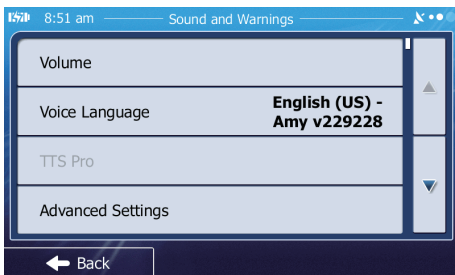 8:51 am
Sound and Warnings
Volume
Voice Language
English (US) -
Amy v229228
TTS Pro
Advanced Settings
Back